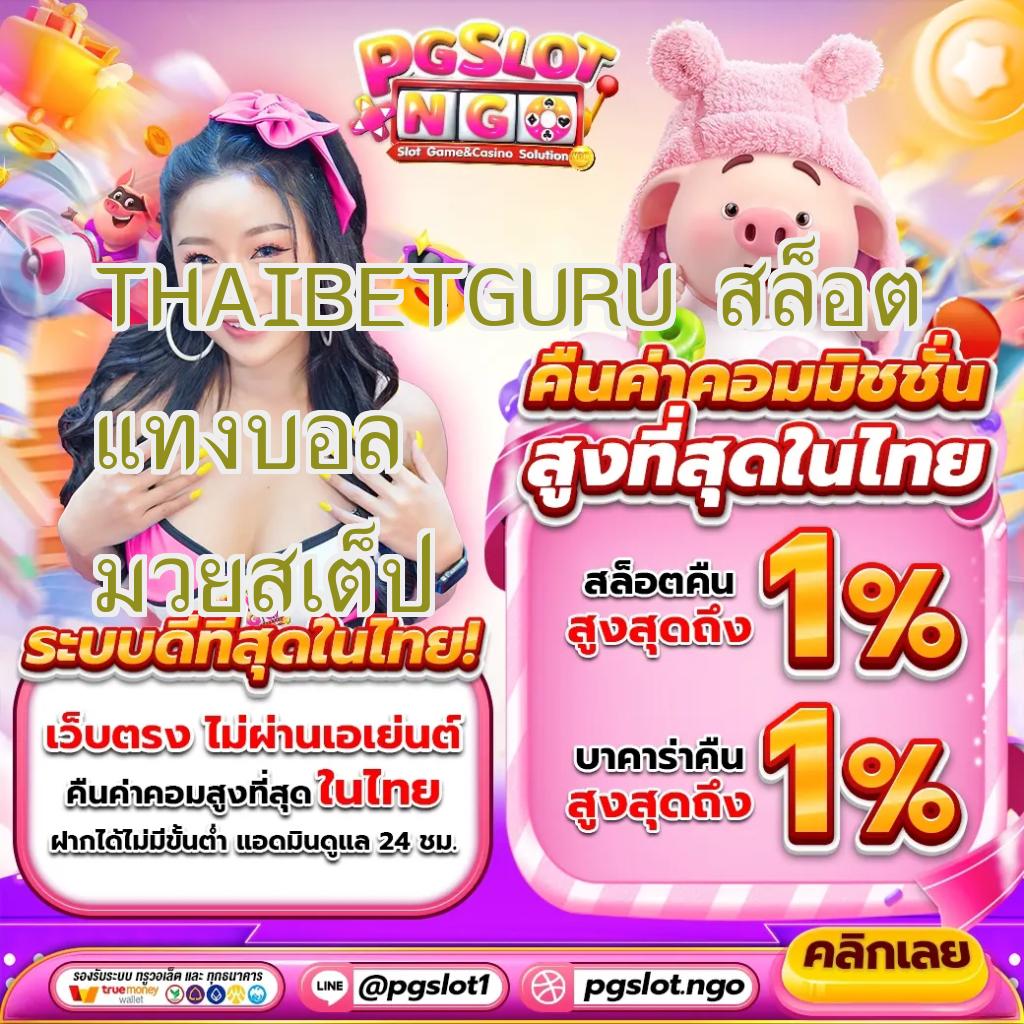 PGSLOT
NGO
Slot Game&Casino Solution
THAIBETGURU สล็อต
แทงบอล
มวยสเต็ป
คืนค่าคอมมิชชั่น
สูงที่สุดในไทย
สล็อตคืน
สูงสุดถึง
1%
บาคาร่าคืน
สูงสุดถึง
1%
ระบบดีที่สุดในไทย!
เว็บตรง ไม่ผ่านเอเย่นต์
คืนค่าคอมสูงที่สุด ในไทย
ฝากได้ไม่มีขั้นต่ำ แอดมินดูแล 24 ชม.
คลิกเลย
รองรับระบบ ทรูวอเล็ต และ ทุกธนาคาร
truemoney
wallet
LINE @pgslot1
pgslot.ngo